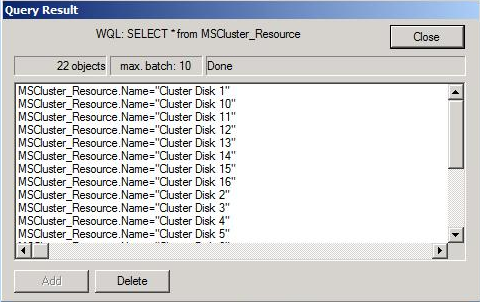 Query Result
WQL: SELECT * from MSCluster_Resource
Close
22 objects
max. batch: 10
Done
MSCluster_Resource.Name="Cluster Disk 1"
MSCluster_Resource.Name="Cluster Disk 10"
MSCluster_Resource.Name="Cluster Disk 11"
MSCluster_Resource.Name="Cluster Disk 12"
MSCluster_Resource.Name="Cluster Disk 13"
MSCluster_Resource.Name="Cluster Disk 14"
MSCluster_Resource.Name="Cluster Disk 15"
MSCluster_Resource.Name="Cluster Disk 16"
MSCluster_Resource.Name="Cluster Disk 2"
MSCluster_Resource.Name="Cluster Disk 3"
MSCluster_Resource.Name="Cluster Disk 4"
MSCluster_Resource.Name="Cluster Disk 5"
Add
Delete